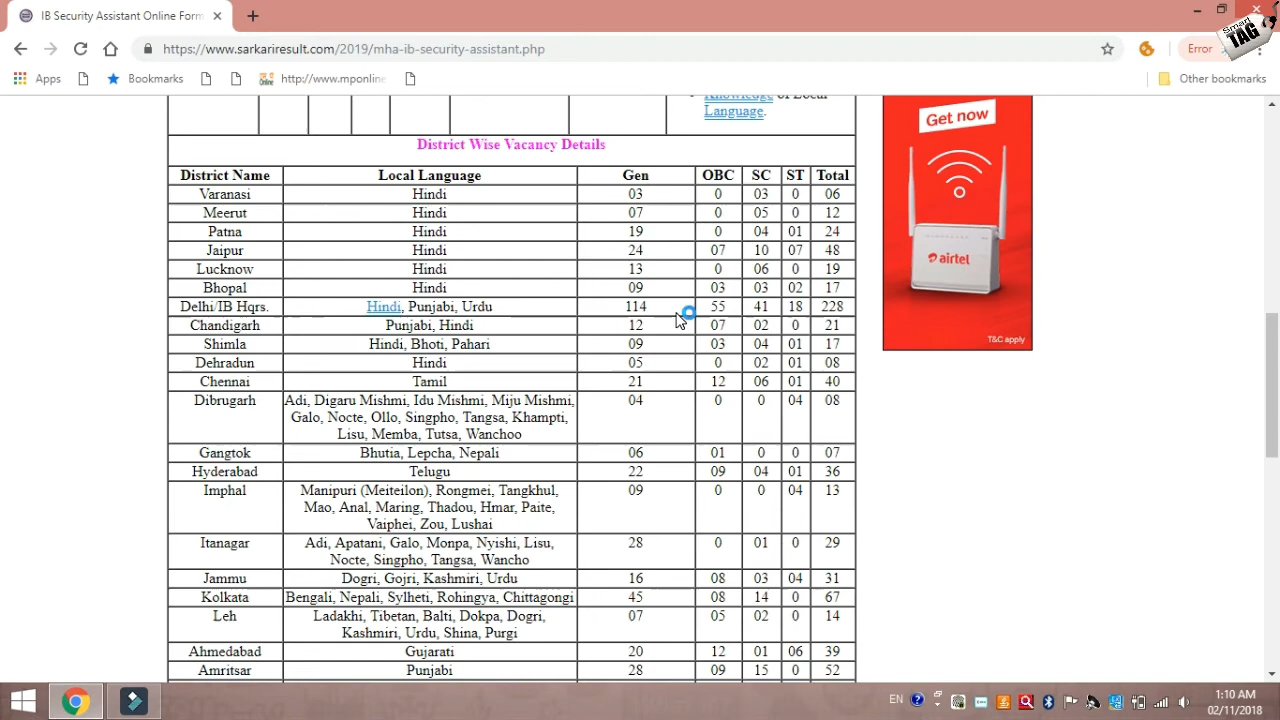 IB Security Assistant Online Form
Smart TAG
https://www.sarkariresult.com/2019/mha-ib-security-assistant.php
Error
Apps Bookmarks http://www.mponline Other bookmarks
Knowledge of Local
Language.
District Wise Vacancy Details
District Name Local Language Gen OBC SC ST Total
Varanasi Hindi 03 0 03 0 06
Meerut Hindi 07 0 05 0 12
Patna Hindi 19 0 04 01 24
Jaipur Hindi 24 07 10 07 48
Lucknow Hindi 13 0 06 0 19
Bhopal Hindi 09 03 03 02 17
Delhi/IB Hqrs. Hindi, Punjabi, Urdu 114 55 41 18 228
Chandigarh Punjabi, Hindi 12 07 02 0 21
Shimla Hindi, Bhoti, Pahari 09 03 04 01 17
Dehradun Hindi 05 0 02 01 08
Chennai Tamil 21 12 06 01 40
Dibrugarh Adi, Digaru Mishmi, Idu Mishmi, Miju Mishmi, 04 0 0 04 08
Galo, Nocte, Ollo, Singpho, Tangsa, Khampti,
Lisu, Memba, Tutsa, Wanchoo
Gangtok Bhutia, Lepcha, Nepali 06 01 0 0 07
Hyderabad Telugu 22 09 04 01 36
Imphal Manipuri (Meiteilon), Rongmei, Tangkhul, 09 0 0 04 13
Mao, Anal, Maring, Thadou, Hmar, Paite,
Vaiphei, Zou, Lushai
Itanagar Adi, Apatani, Galo, Monpa, Nyishi, Lisu, 28 0 01 0 29
Nocte, Singpho, Tangsa, Wancho
Jammu Dogri, Gojri, Kashmiri, Urdu 16 08 03 04 31
Kolkata Bengali, Nepali, Sylheti, Rohingya, Chittagongi 45 08 14 0 67
Leh Ladakhi, Tibetan, Balti, Dokpa, Dogri, 07 05 02 0 14
Kashmiri, Urdu, Shina, Purgi
Ahmedabad Gujarati 20 12 01 06 39
Amritsar Punjabi 28 09 15 0 52
Get now
airtel
T&C apply
EN
1:10 AM
02/11/2018